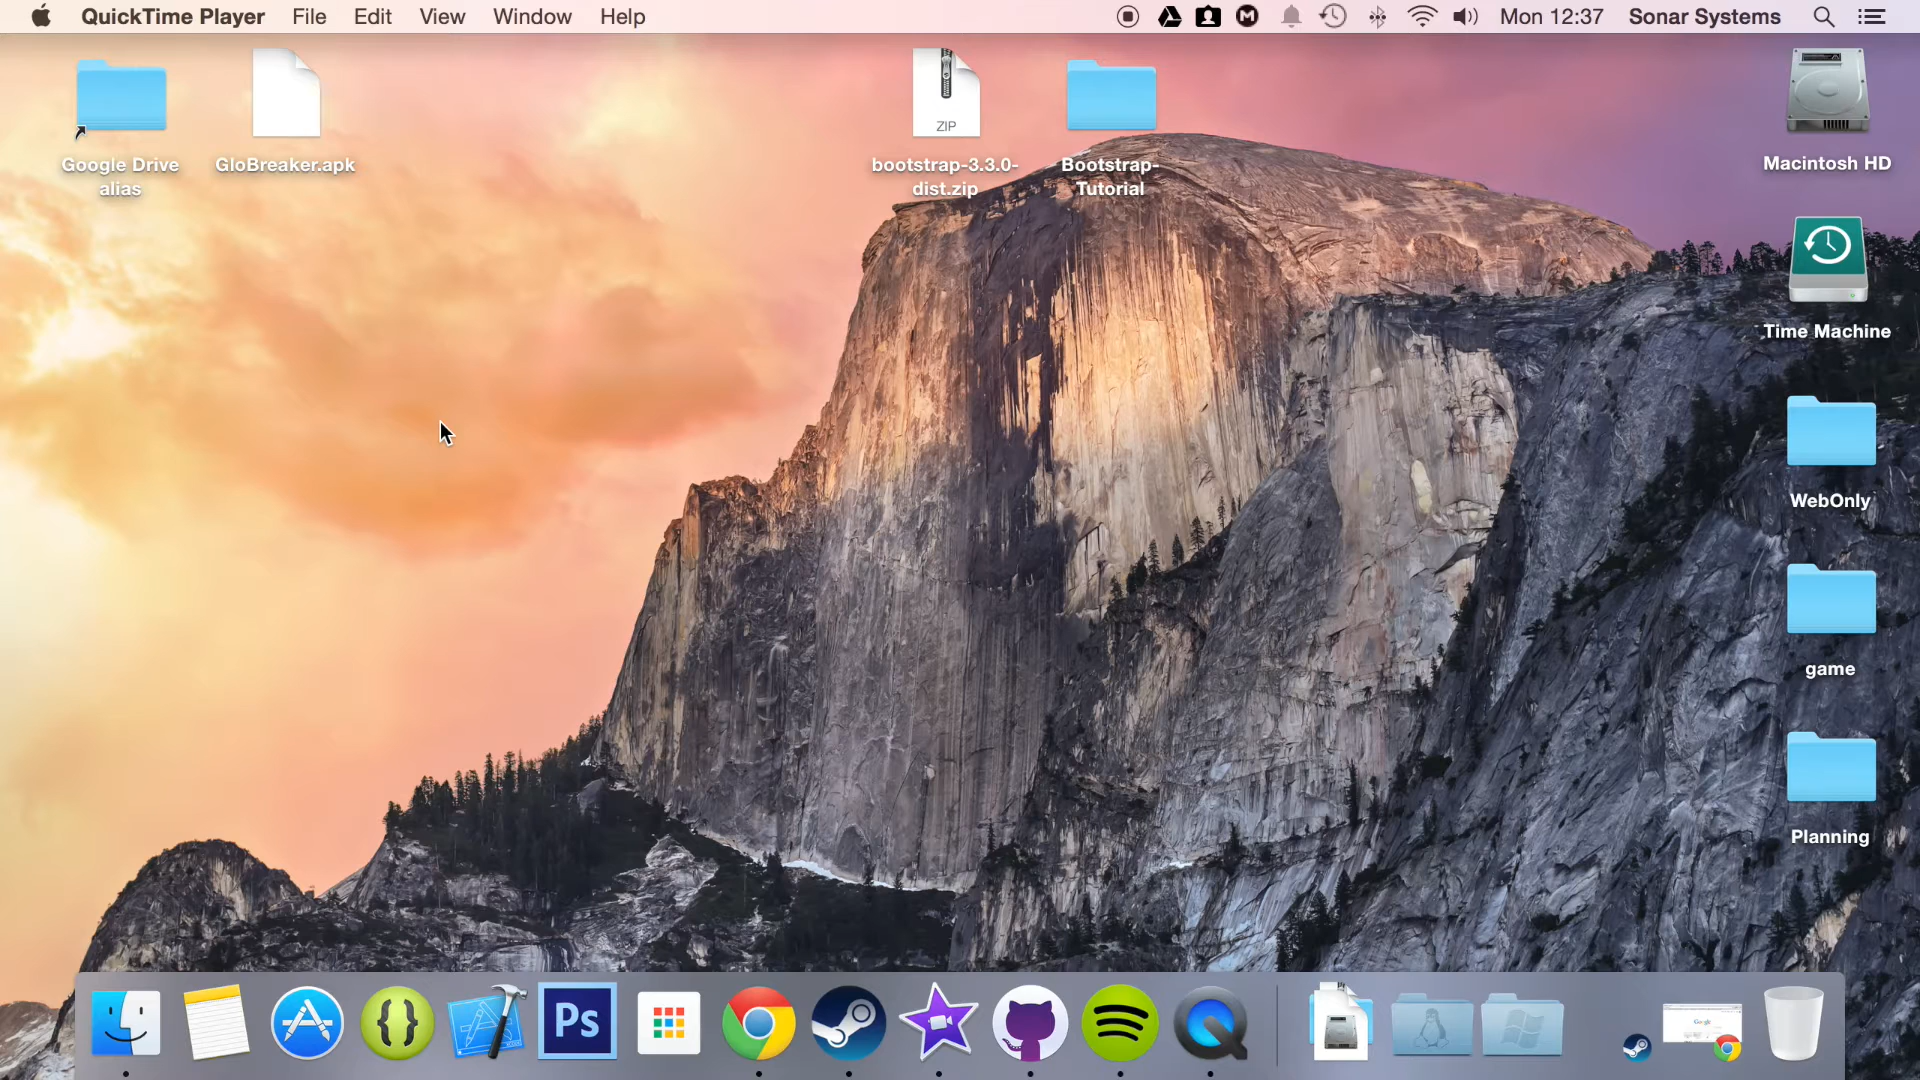 QuickTime Player File Edit View Window Help Mon 12:37 Sonar Systems
Google Drive
alias
GloBreaker.apk
ZIP
bootstrap-3.3.0-
dist.zip
Bootstrap-
Tutorial
Macintosh HD
Time Machine
WebOnly
game
Planning
Ps